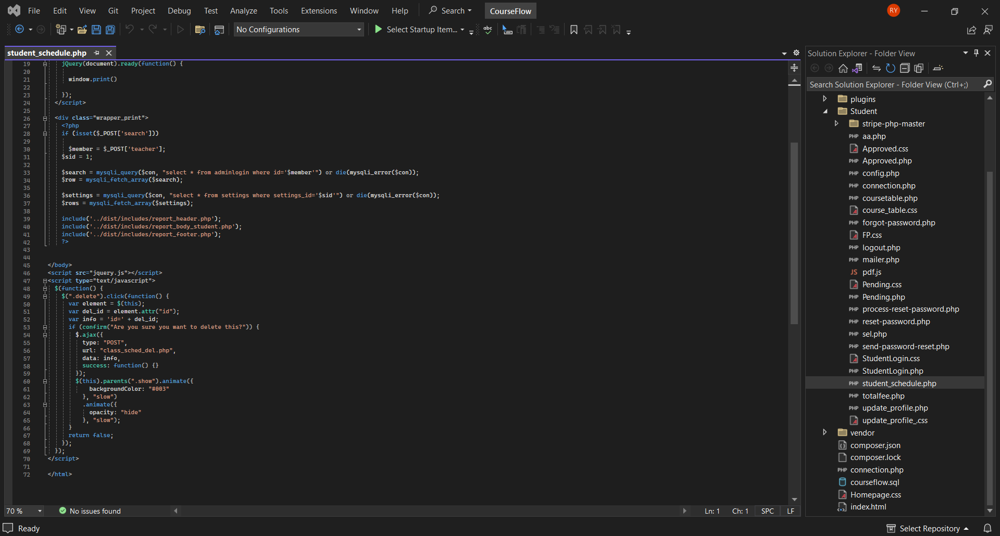 File Edit View Git Project Debug Test Analyze Tools Extensions Window Help Search CourseFlow RY
No Configurations Select Startup Item... abc
student_schedule.php
19 jQuery(document).ready(function() {
20
21 window.print()
22
23 });
24 </script>
25
26 <div class="wrapper_print">
27 <?php
28 if (isset($_POST['search']))
29
30 $member = $_POST['teacher'];
31 $sid = 1;
32
33 $search = mysqli_query($con, "select * from adminlogin where id='$member'") or die(mysqli_error($con));
34 $row = mysqli_fetch_array($search);
35
36 $settings = mysqli_query($con, "select * from settings where settings_id='$sid'") or die(mysqli_error($con));
37 $rows = mysqli_fetch_array($settings);
38
39 include('../dist/includes/report_header.php');
40 include('../dist/includes/report_body_student.php');
41 include('../dist/includes/report_footer.php');
42 ?>
43
44
45 </body>
46 <script src="jquery.js"></script>
47 <script type="text/javascript">
48 $(function() {
49 $(".delete").click(function() {
50 var element = $(this);
51 var del_id = element.attr("id");
52 var info = 'id=' + del_id;
53 if (confirm("Are you sure you want to delete this?")) {
54 $.ajax({
55 type: "POST",
56 url: "class_sched_del.php",
57 data: info,
58 success: function() {}
59 });
60 $(this).parents(".show").animate({
61 backgroundColor: "#003"
62 }, "slow")
63 .animate({
64 opacity: "hide"
65 }, "slow");
66 }
67 return false;
68 });
69 });
70 </script>
71
72 </html>
70 % No issues found Ln: 1 Ch: 1 SPC LF
Solution Explorer - Folder View
Search Solution Explorer - Folder View (Ctrl+;)
plugins
Student
stripe-php-master
PHP aa.php
Approved.css
PHP Approved.php
PHP config.php
PHP connection.php
PHP coursetable.php
course_table.css
PHP forgot-password.php
FP.css
PHP logout.php
PHP mailer.php
JS pdf.js
Pending.css
PHP Pending.php
PHP process-reset-password.php
PHP reset-password.php
PHP sel.php
PHP send-password-reset.php
StudentLogin.css
PHP StudentLogin.php
PHP student_schedule.php
PHP totalfee.php
PHP update_profile.php
update_profile_.css
vendor
composer.json
composer.lock
PHP connection.php
courseflow.sql
Homepage.css
index.html
Ready Select Repository